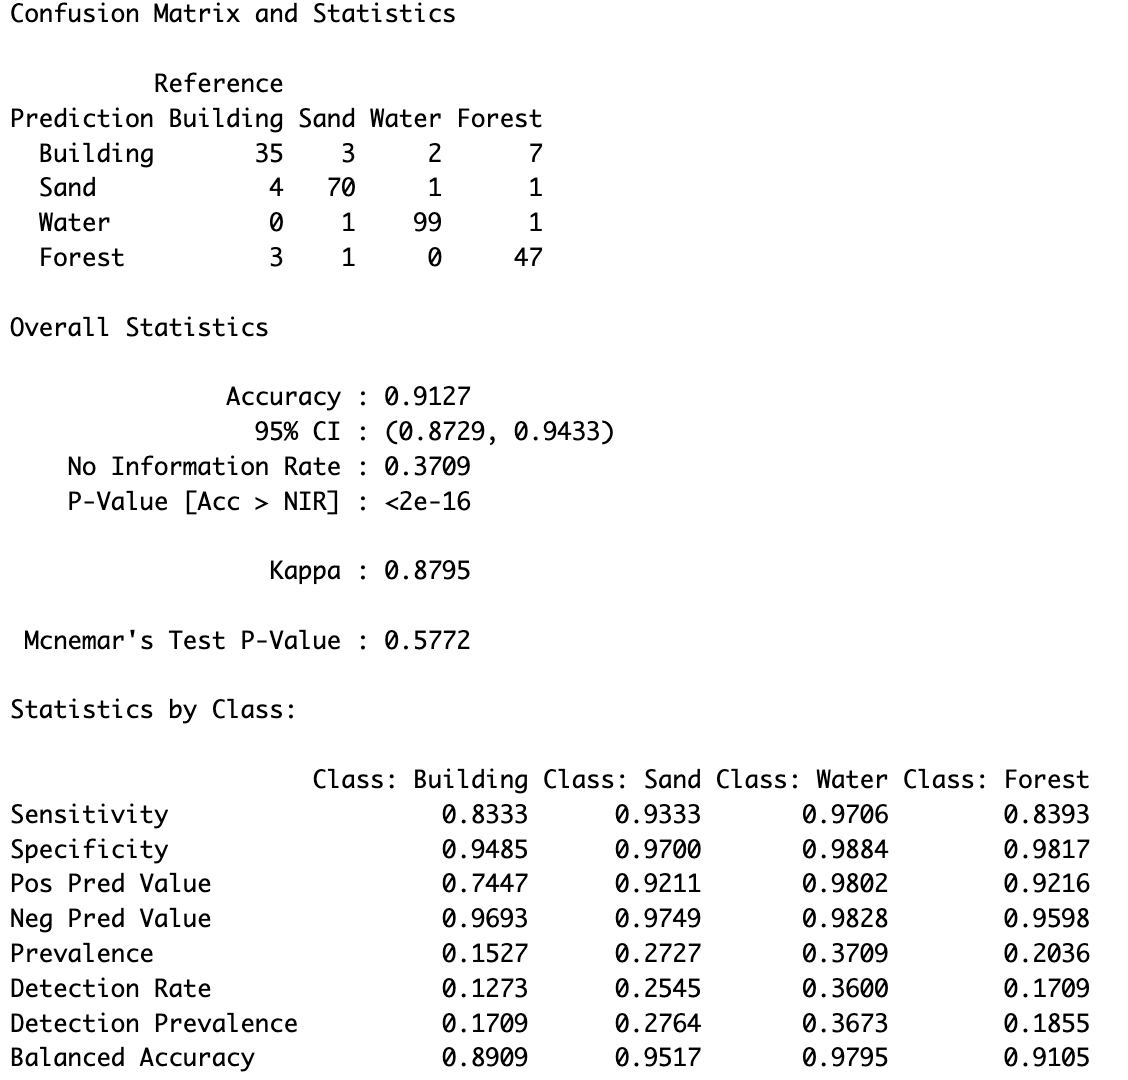 Confusion Matrix and Statistics
Reference
Prediction Building Sand Water Forest
Building 35 3 2 7
Sand 4 70 1 1
Water 0 1 99 1
Forest 3 1 0 47
Overall Statistics
Accuracy : 0.9127
95% CI : (0.8729, 0.9433)
No Information Rate : 0.3709
P-Value [Acc > NIR] : <2e-16
Kappa : 0.8795
Mcnemar's Test P-Value : 0.5772
Statistics by Class:
Class: Building Class: Sand Class: Water Class: Forest
Sensitivity 0.8333 0.9333 0.9706 0.8393
Specificity 0.9485 0.9700 0.9884 0.9817
Pos Pred Value 0.7447 0.9211 0.9802 0.9216
Neg Pred Value 0.9693 0.9749 0.9828 0.9598
Prevalence 0.1527 0.2727 0.3709 0.2036
Detection Rate 0.1273 0.2545 0.3600 0.1709
Detection Prevalence 0.1709 0.2764 0.3673 0.1855
Balanced Accuracy 0.8909 0.9517 0.9795 0.9105